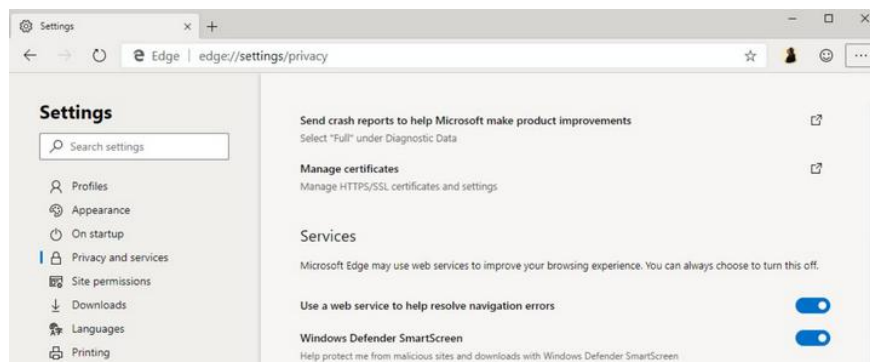 Settings
Edge | edge://settings/privacy
Settings
Search settings
Profiles
Appearance
On startup
Privacy and services
Site permissions
Downloads
Languages
Printing
Send crash reports to help Microsoft make product improvements
Select "Full" under Diagnostic Data
Manage certificates
Manage HTTPS/SSL certificates and settings
Services
Microsoft Edge may use web services to improve your browsing experience. You can always choose to turn this off.
Use a web service to help resolve navigation errors
Windows Defender SmartScreen
Help protect me from malicious sites and downloads with Windows Defender SmartScreen